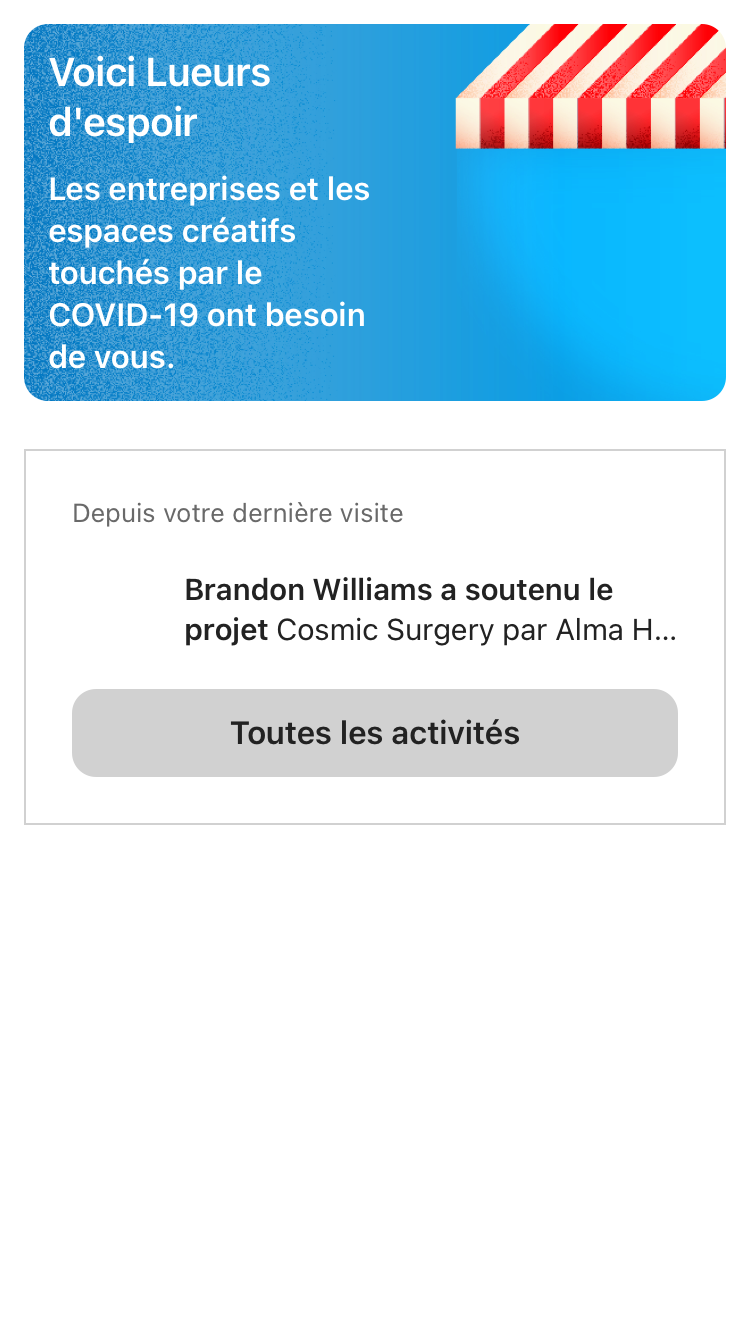 Voici Lueurs
d'espoir
Les entreprises et les
espaces créatifs
touchés par le
COVID-19 ont besoin
de vous.
Depuis votre dernière visite
Brandon Williams a soutenu le
projet Cosmic Surgery par Alma H...
Toutes les activités